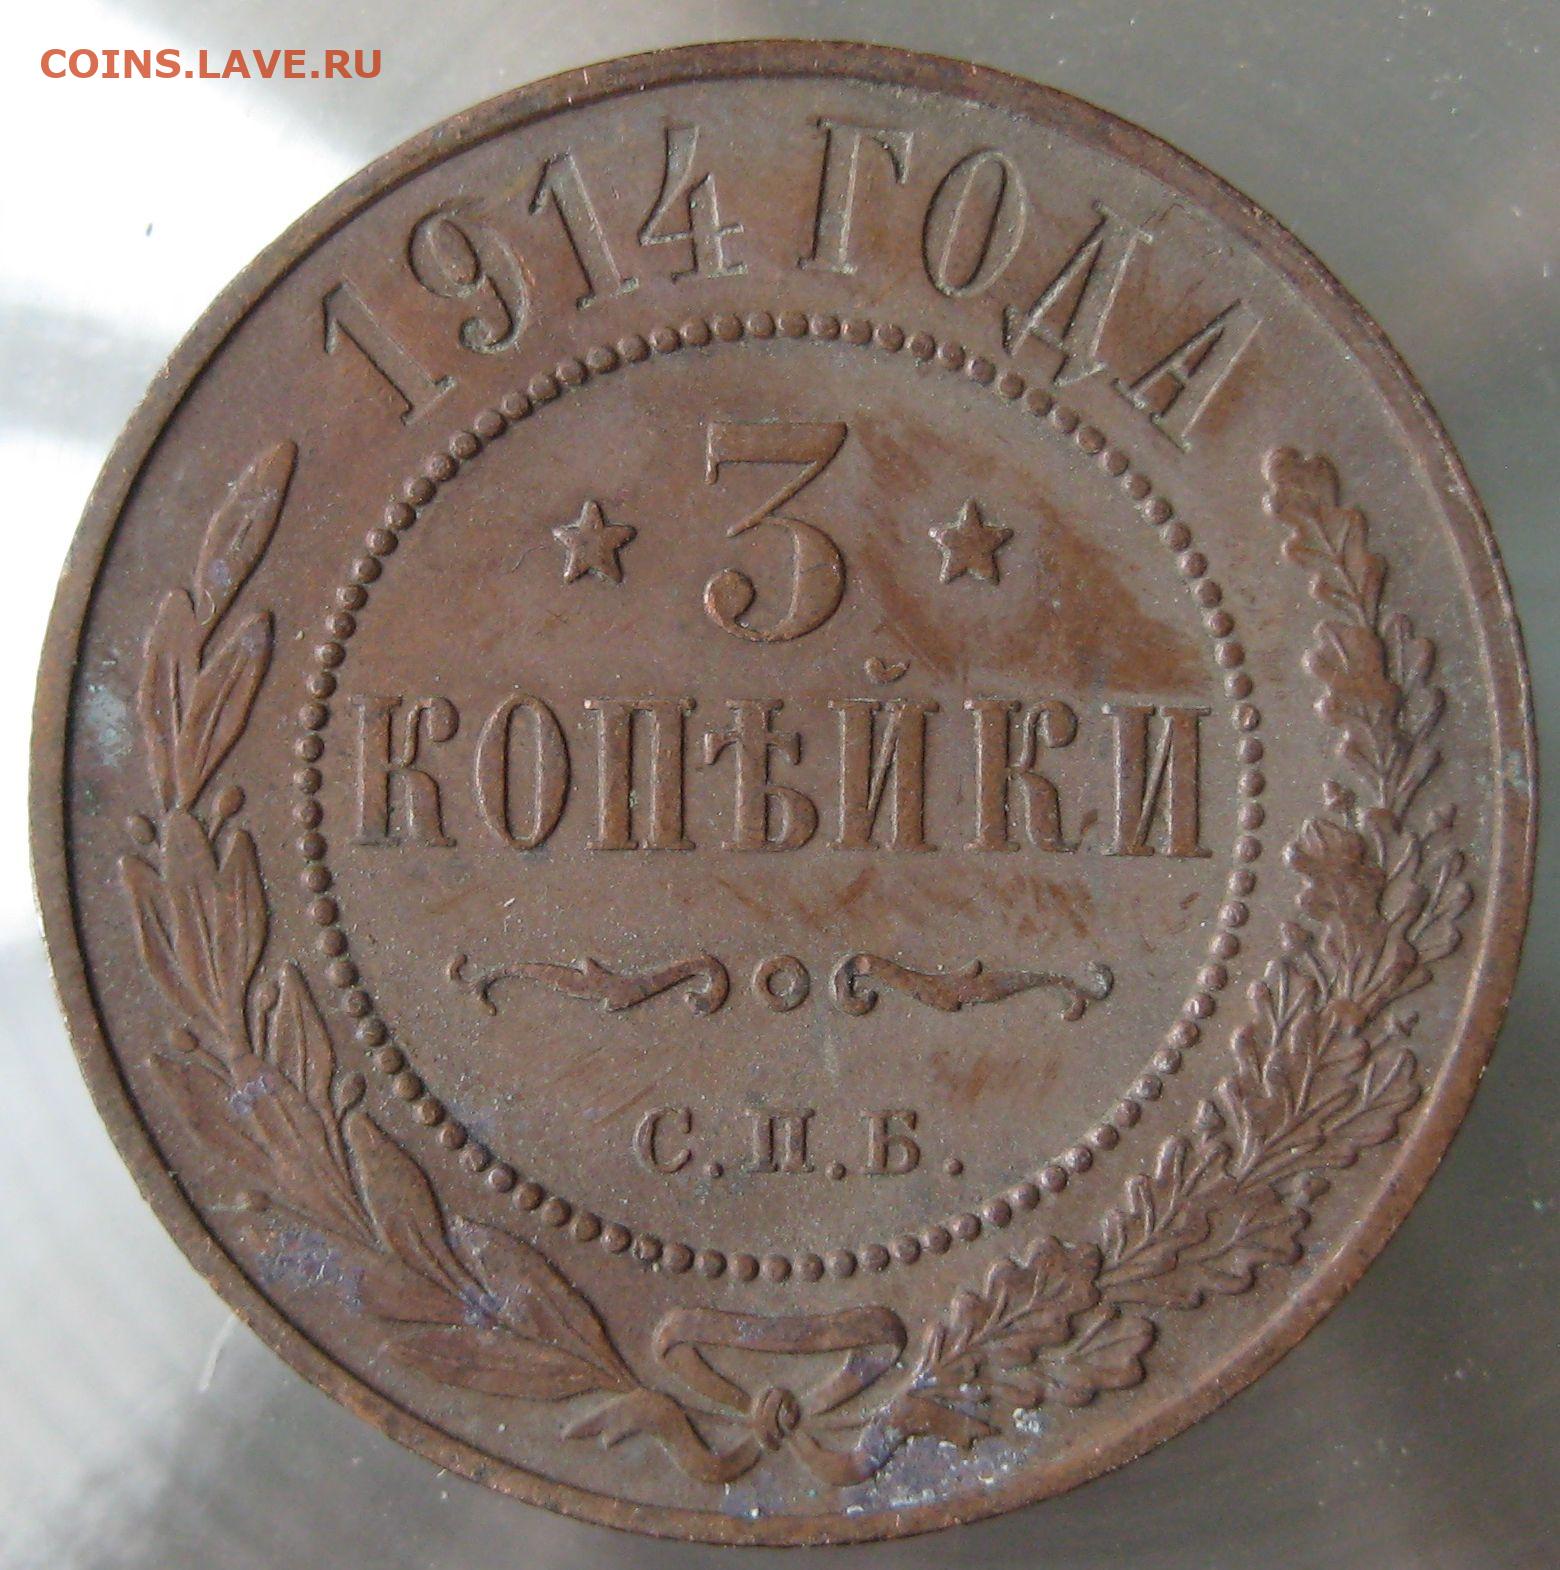 COINS.LAVE.RU
1914 ГОДА
3
КОПѢЙКИ
С.П.Б.